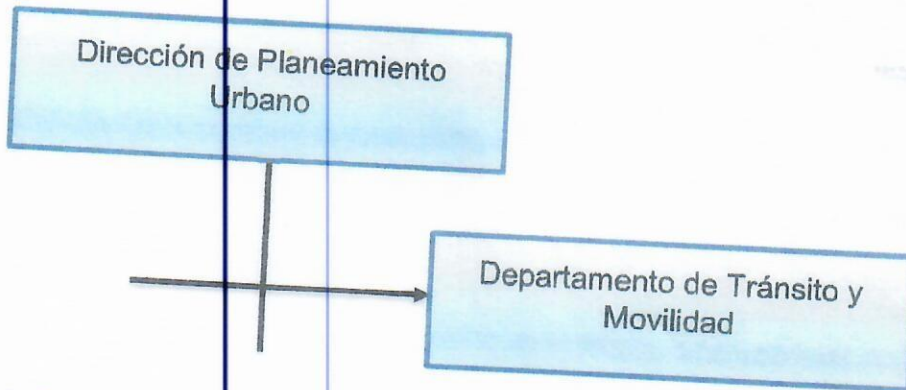 Dirección de Planeamiento
Urbano
Departamento de Tránsito y
Movilidad